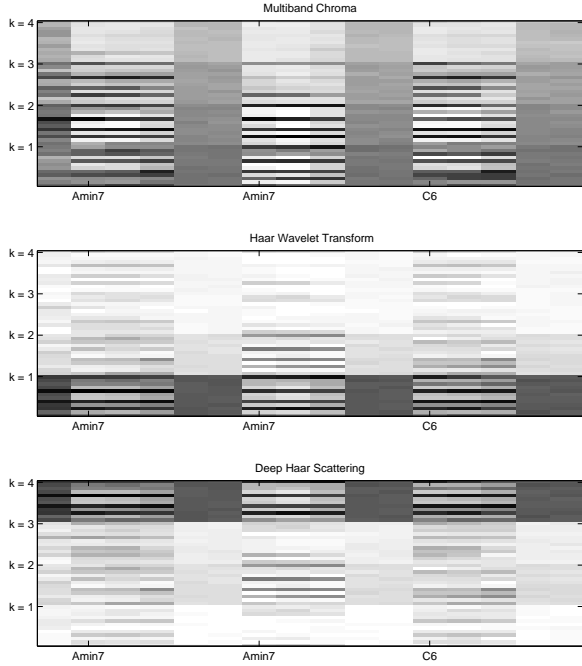 Multiband Chroma
k = 4
k = 3
k = 2
k = 1
Amin7 Amin7 C6
Haar Wavelet Transform
k = 4
k = 3
k = 2
k = 1
Amin7 Amin7 C6
Deep Haar Scattering
k = 4
k = 3
k = 2
k = 1
Amin7 Amin7 C6